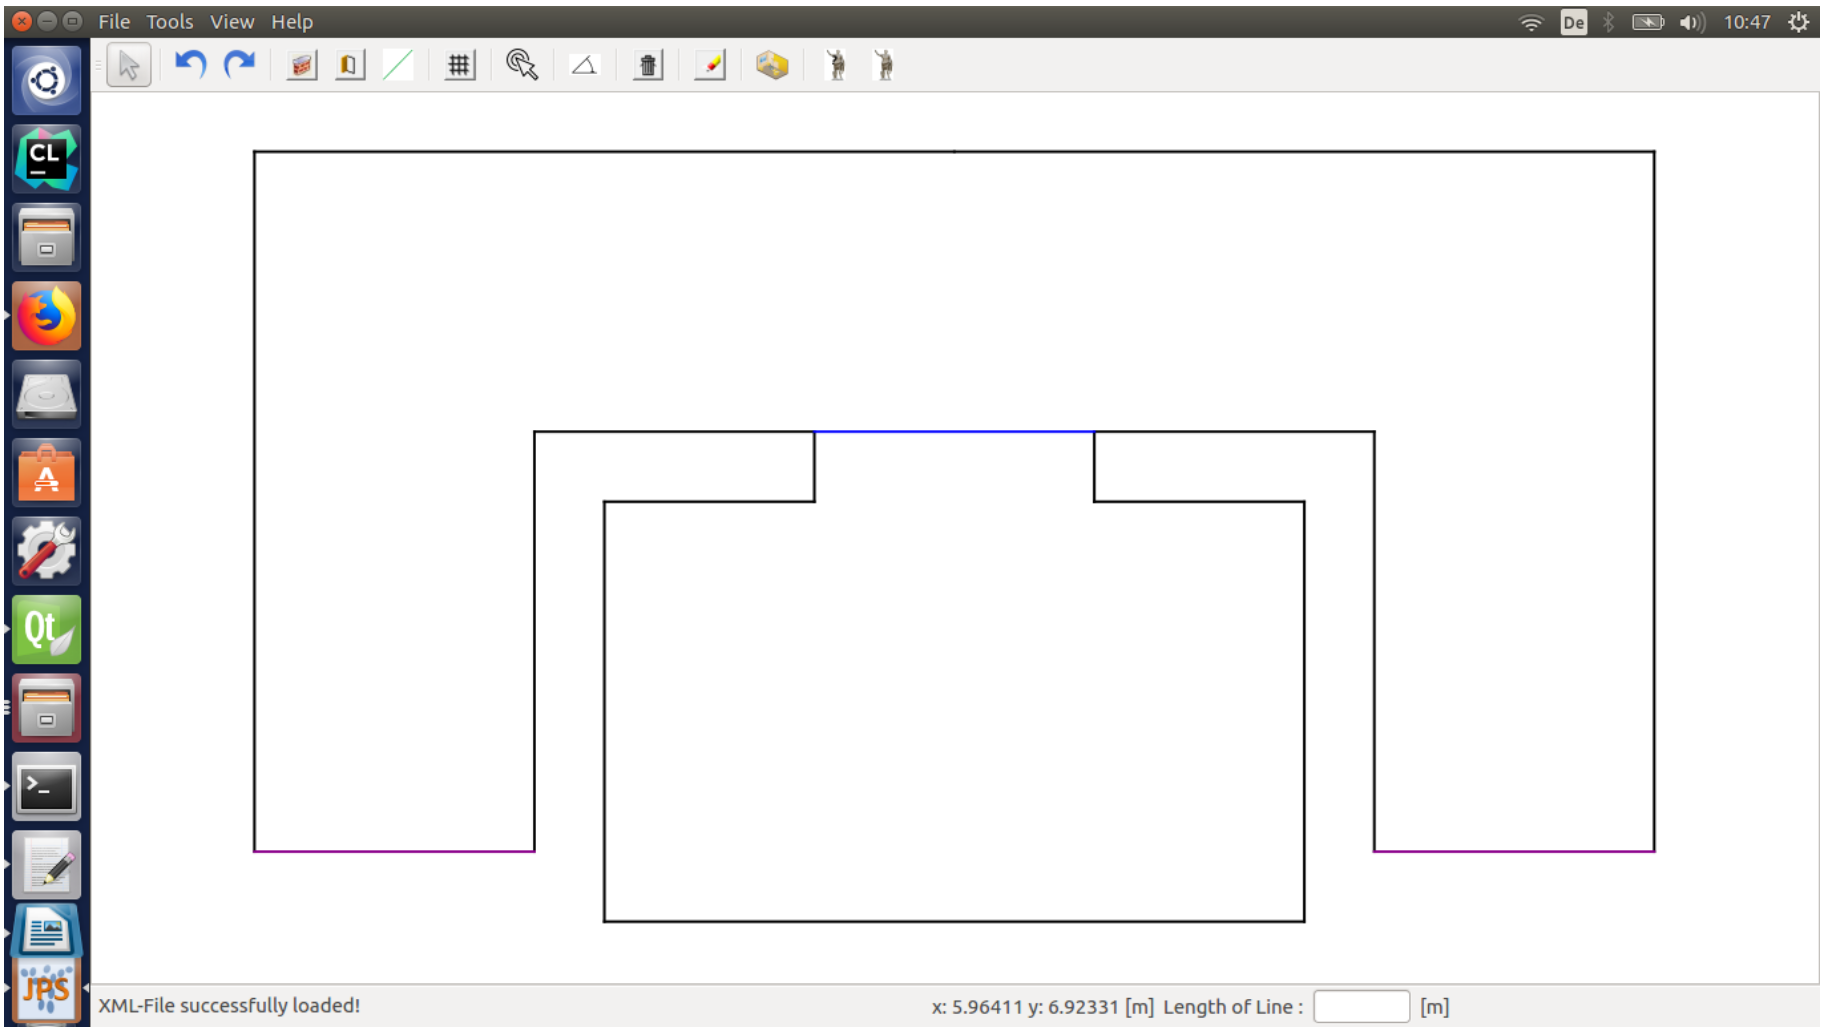 File Tools View Help
De
10:47
CL
A
Qt
>_
JPS
XML-File successfully loaded!
x: 5.96411 y: 6.92331 [m] Length of Line : [m]